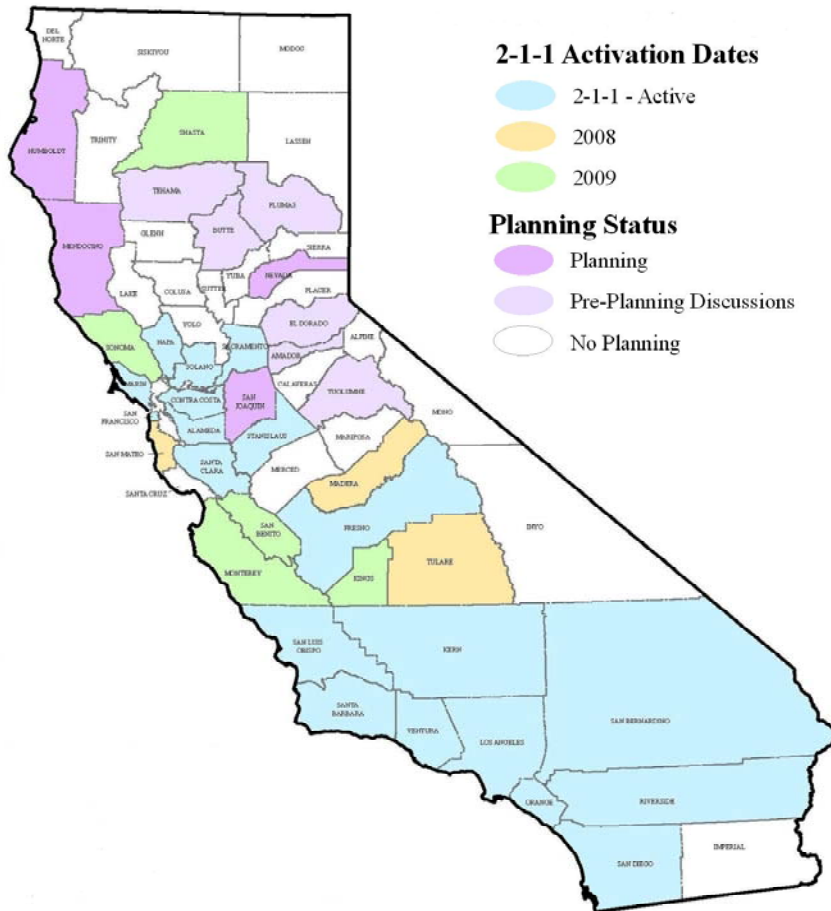 DEL
NORTE
SISKIYOU
MODOC
2-1-1 Activation Dates
2-1-1 - Active
2008
2009
Planning Status
Planning
Pre-Planning Discussions
No Planning
HUMBOLDT
TRINITY
SHASTA
LASSEN
TEHAMA
PLUMAS
MENDOCINO
GLENN
BUTTE
SIERRA
YUBA
NEVADA
LAKE
COLUSA
SUTTER
PLACER
YOLO
EL DORADO
SONOMA
NAPA
SACRAMENTO
ALPINE
SOLANO
AMADOR
MARIN
CALAVERAS
CONTRA COSTA
SAN
JOAQUIN
TUOLUMNE
SAN
FRANCISCO
ALAMEDA
STANISLAUS
MONO
MARIPOSA
SAN MATEO
SANTA
CLARA
MERCED
SANTA CRUZ
MADERA
SAN
BENITO
FRESNO
INYO
MONTEREY
KINGS
TULARE
SAN LUIS
OBISPO
KERN
SANTA
BARBARA
VENTURA
LOS ANGELES
SAN BERNARDINO
ORANGE
RIVERSIDE
SAN DIEGO
IMPERIAL